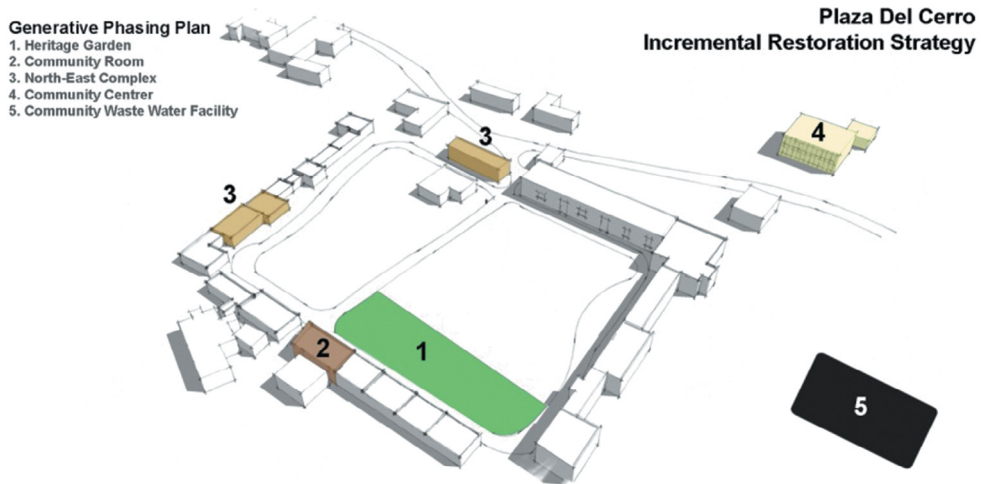 Generative Phasing Plan
1. Heritage Garden
2. Community Room
3. North-East Complex
4. Community Centrer
5. Community Waste Water Facility
Plaza Del Cerro
Incremental Restoration Strategy
3
4
3
2
1
5